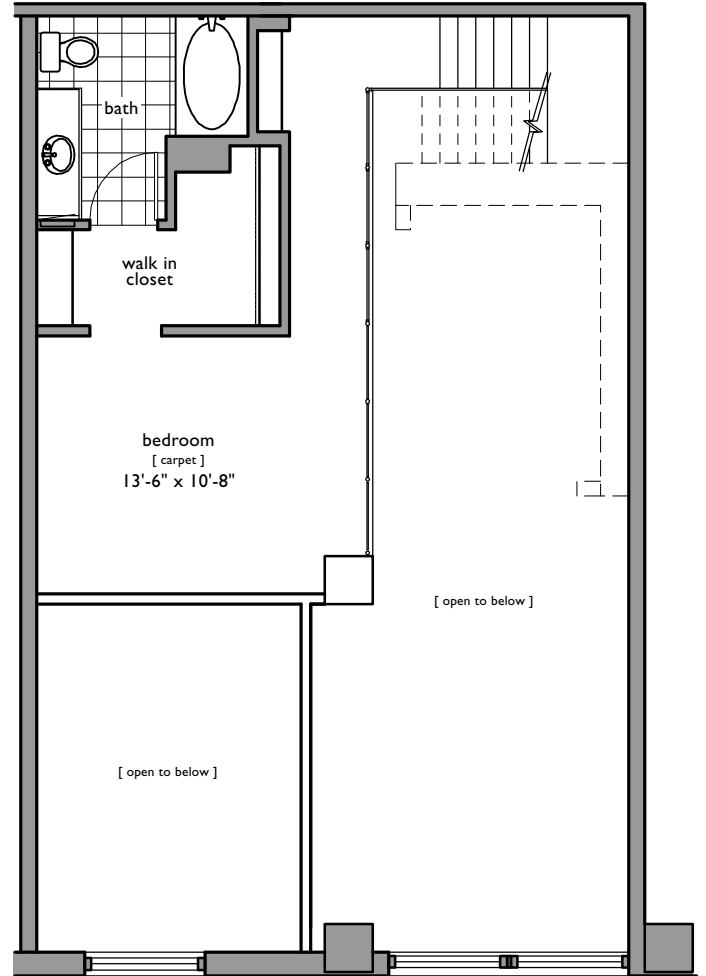 bath
walk in
closet
bedroom
[ carpet ]
13'-6" x 10'-8"
[ open to below ]
[ open to below ]